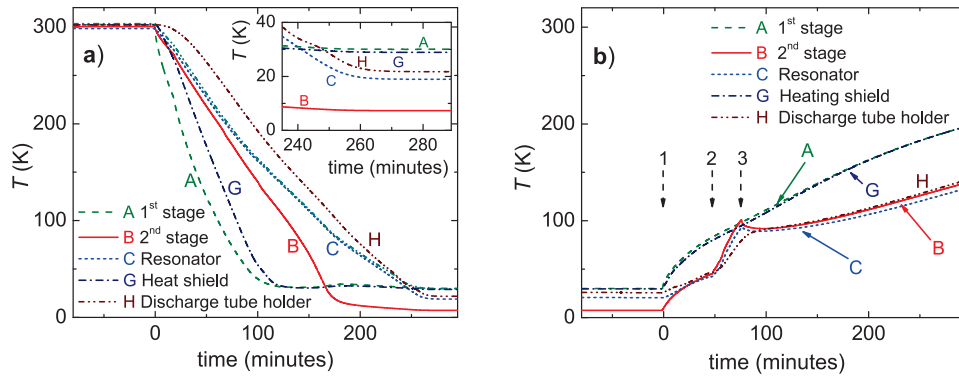 a)
T (K)
300
200
100
0
0
100
200
time (minutes)
A
G
B
C
H
A 1st stage
B 2nd stage
C Resonator
G Heat shield
H Discharge tube holder
T (K)
40
20
0
240
260
280
time (minutes)
A
H
G
C
B
b)
T (K)
300
200
100
0
0
100
200
time (minutes)
A 1st stage
B 2nd stage
C Resonator
G Heating shield
H Discharge tube holder
1
2
3
A
G
H
C
B